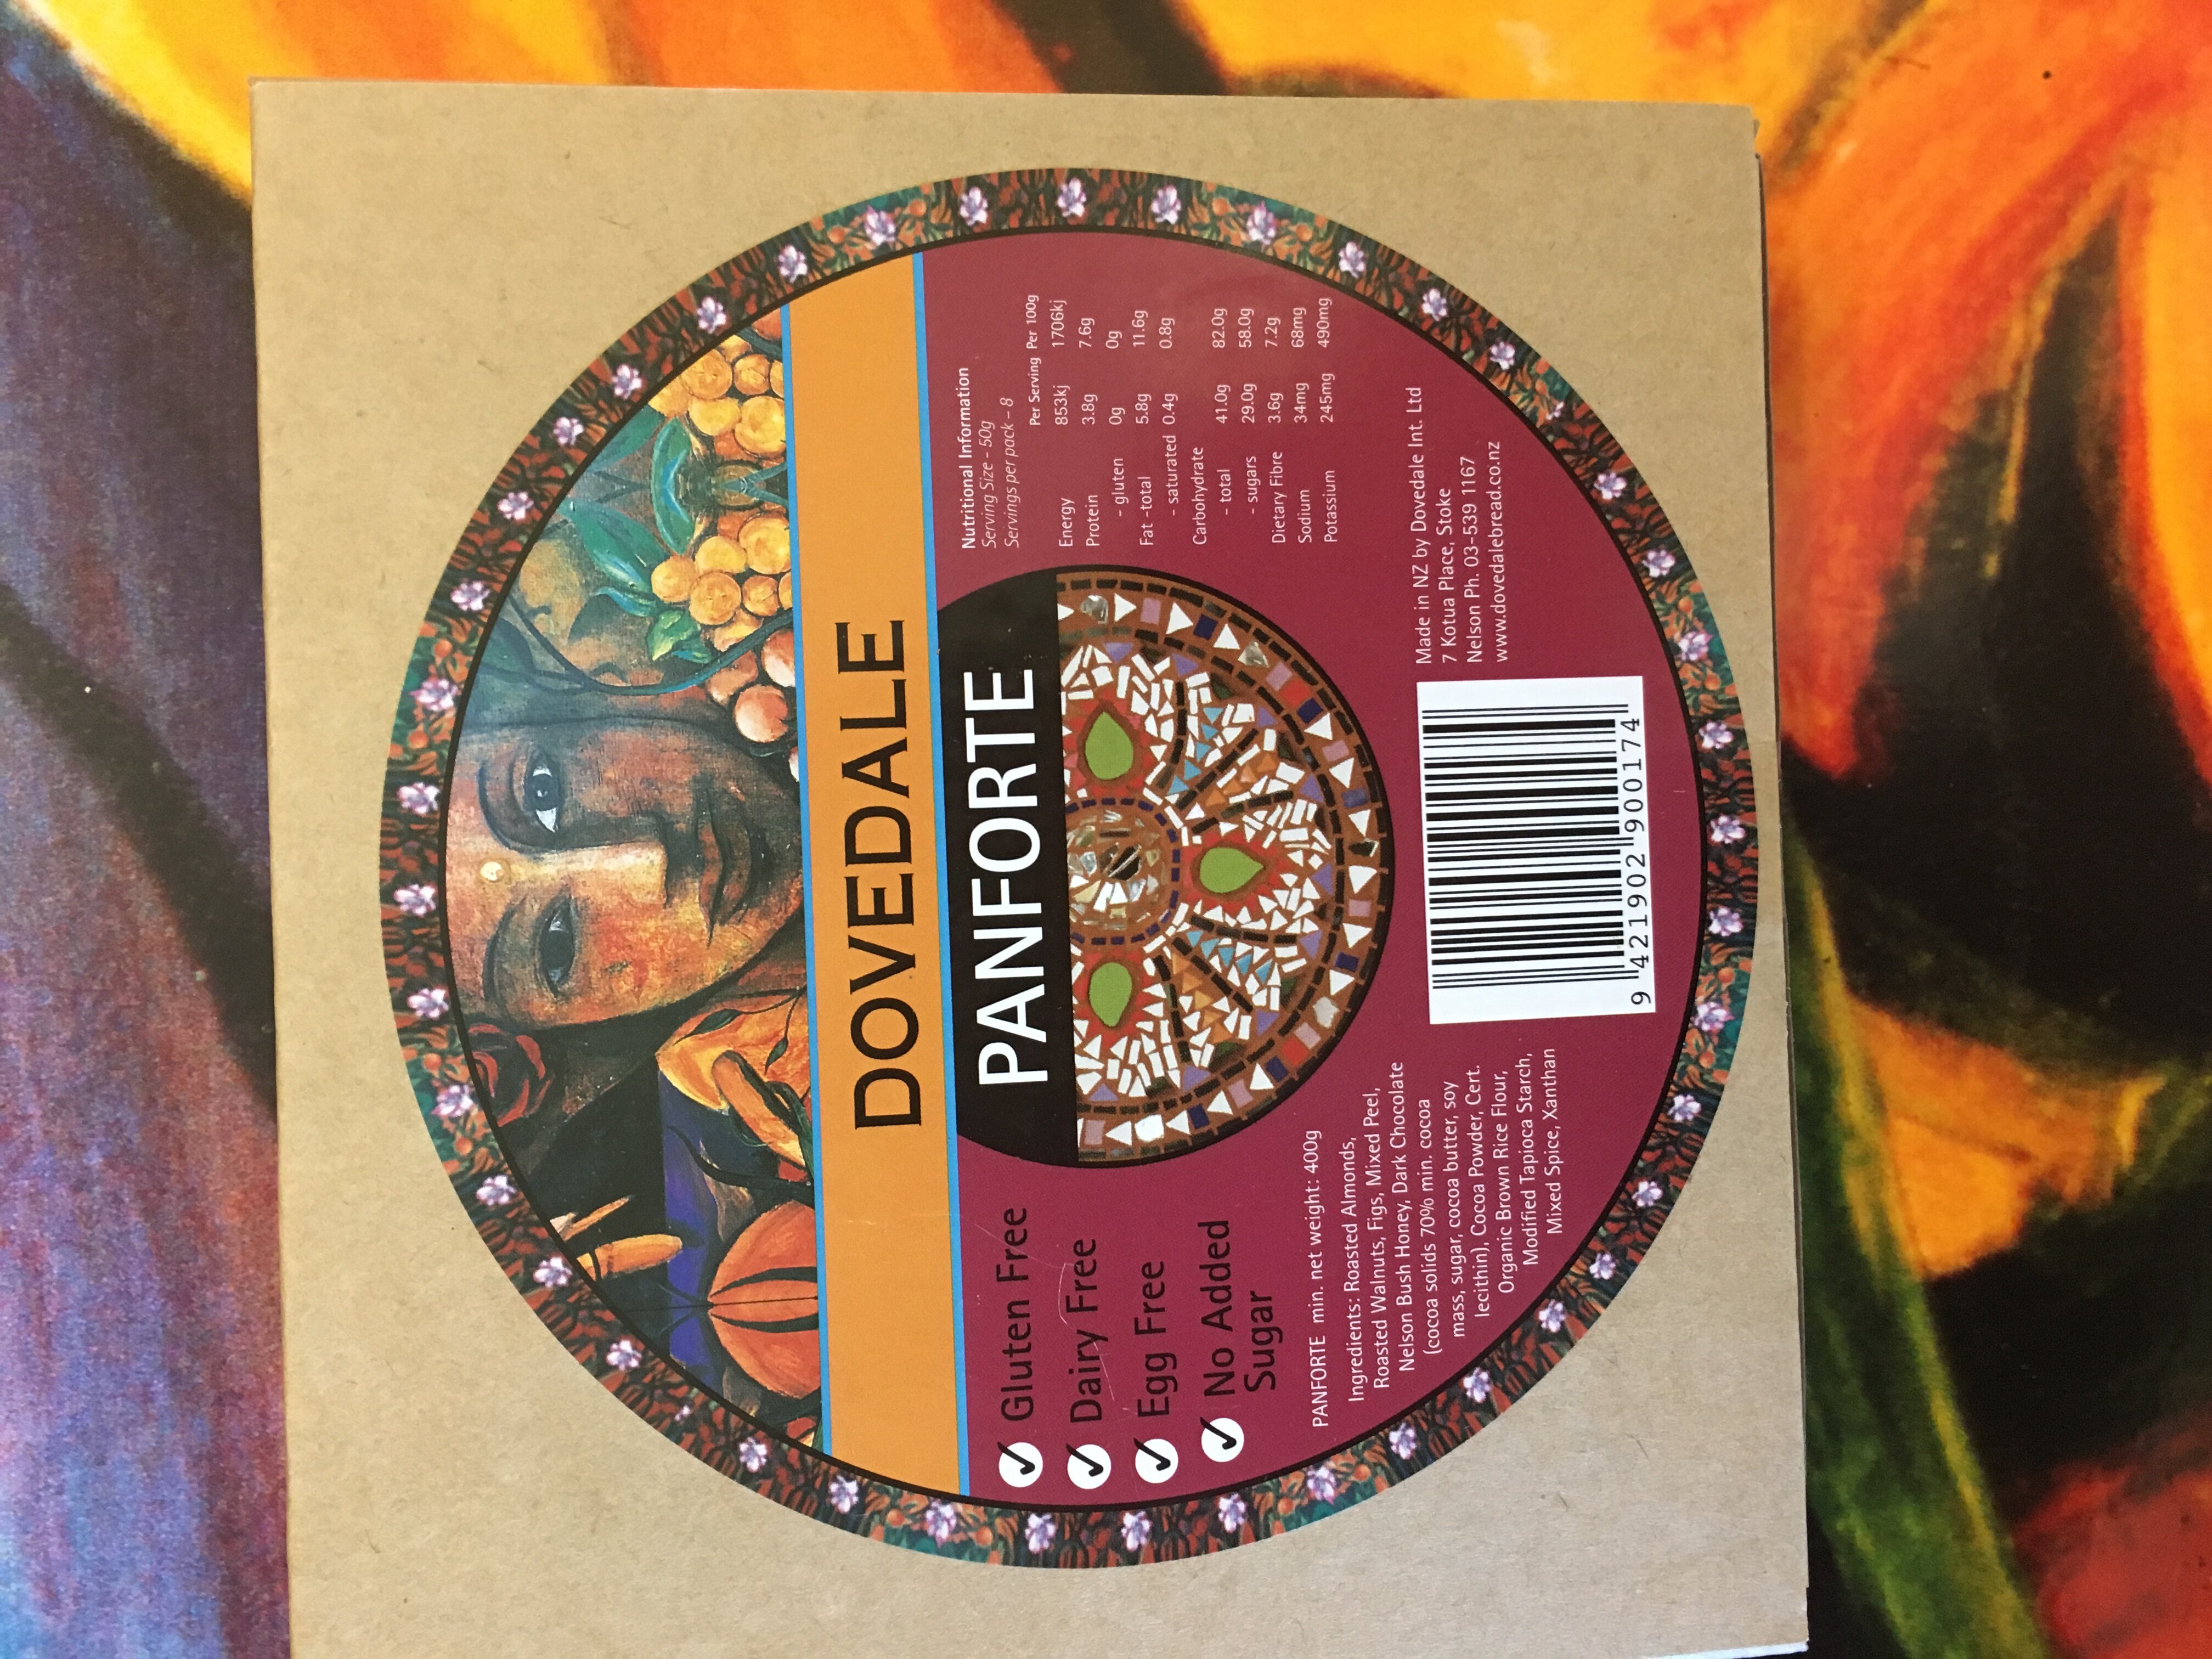 DOVEDALE
PANFORTE
Gluten Free
Dairy Free
Egg Free
No Added
Sugar
PANFORTE min. net weight: 400g
Ingredients: Roasted Almonds,
Roasted Walnuts, Figs, Mixed Peel,
Nelson Bush Honey, Dark Chocolate
(cocoa solids 70% min. cocoa
mass, sugar, cocoa butter, soy
lecithin), Cocoa Powder, Cert.
Organic Brown Rice Flour,
Modified Tapioca Starch,
Mixed Spice, Xanthan
9 421902 900174
Nutritional Information
Serving Size - 50g
Servings per pack - 8
Per Serving Per 100g
Energy 853kj 1706kj
Protein 3.8g 7.6g
- gluten 0g 0g
Fat -total 5.8g 11.6g
- saturated 0.4g 0.8g
Carbohydrate
- total 41.0g 82.0g
- sugars 29.0g 58.0g
Dietary Fibre 3.6g 7.2g
Sodium 34mg 68mg
Potassium 245mg 490mg
Made in NZ by Dovedale Int. Ltd
7 Kotua Place, Stoke
Nelson Ph. 03-539 1167
www.dovedalebread.co.nz